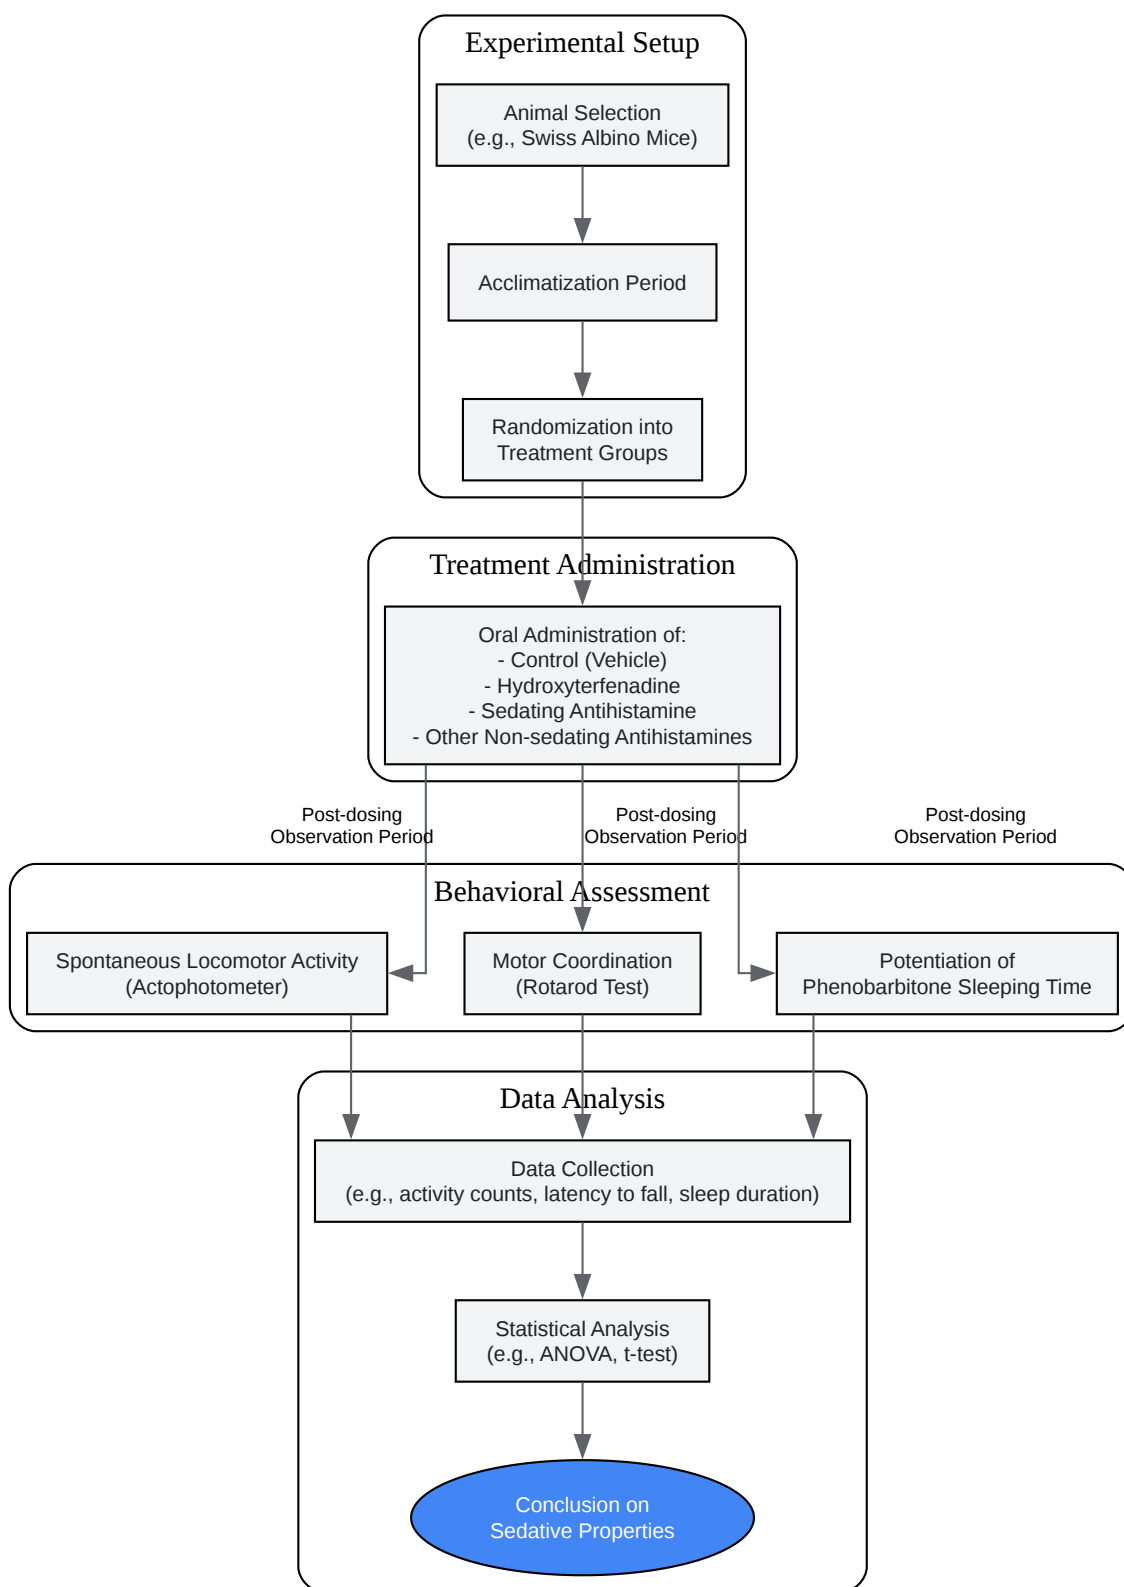 Experimental Setup
Animal Selection
(e.g., Swiss Albino Mice)
Acclimatization Period
Randomization into
Treatment Groups
Treatment Administration
Oral Administration of:
- Control (Vehicle)
- Hydroxyterfenadine
- Sedating Antihistamine
- Other Non-sedating Antihistamines
Post-dosing
Observation Period
Post-dosing
Observation Period
Post-dosing
Observation Period
Behavioral Assessment
Spontaneous Locomotor Activity
(Actophotometer)
Motor Coordination
(Rotarod Test)
Potentiation of
Phenobarbitone Sleeping Time
Data Analysis
Data Collection
(e.g., activity counts, latency to fall, sleep duration)
Statistical Analysis
(e.g., ANOVA, t-test)
Conclusion on
Sedative Properties